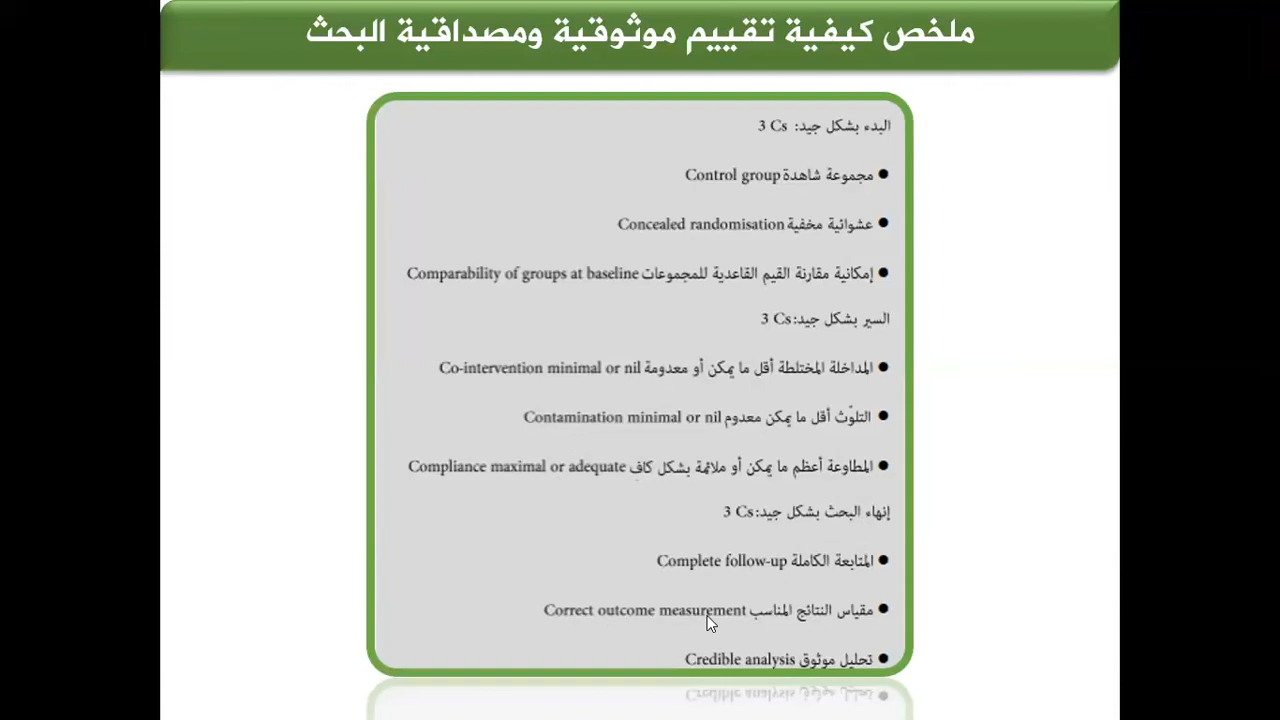 ملخص كيفية تقييم موثوقية ومصداقية البحث
البدء بشكل جيد: 3 Cs
● مجموعة شاهدة Control group
● عشوائية مخفية Concealed randomisation
● إمكانية مقارنة القيم القاعدية للمجموعات Comparability of groups at baseline
السير بشكل جيد: 3 Cs
● المداخلة المختلطة أقل ما يمكن أو معدومة Co-intervention minimal or nil
● التلوّث أقل ما يمكن معدوم Contamination minimal or nil
● المطاوعة أعظم ما يمكن أو ملائمة بشكل كافٍ Compliance maximal or adequate
إنهاء البحث بشكل جيد: 3 Cs
● المتابعة الكاملة Complete follow-up
● مقياس النتائج المناسب Correct outcome measurement
● تحليل موثوق Credible analysis